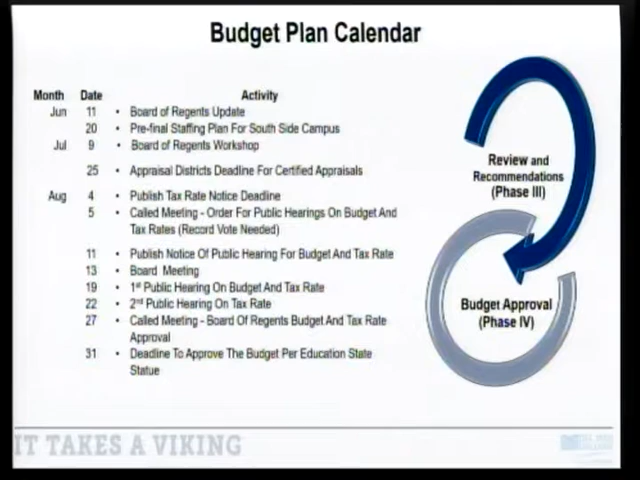 Budget Plan Calendar
Month Date Activity
Jun 11 • Board of Regents Update
20 • Pre-final Staffing Plan For South Side Campus
Jul 9 • Board of Regents Workshop
25 • Appraisal Districts Deadline For Certified Appraisals
Aug 4 • Publish Tax Rate Notice Deadline
5 • Called Meeting - Order For Public Hearings On Budget And
Tax Rates (Record Vote Needed)
11 • Publish Notice Of Public Hearing For Budget And Tax Rate
13 • Board Meeting
19 • 1st Public Hearing On Budget And Tax Rate
22 • 2nd Public Hearing On Tax Rate
27 • Called Meeting - Board Of Regents Budget And Tax Rate
Approval
31 • Deadline To Approve The Budget Per Education State
Statue
Review and
Recommendations
(Phase III)
Budget Approval
(Phase IV)
IT TAKES A VIKING